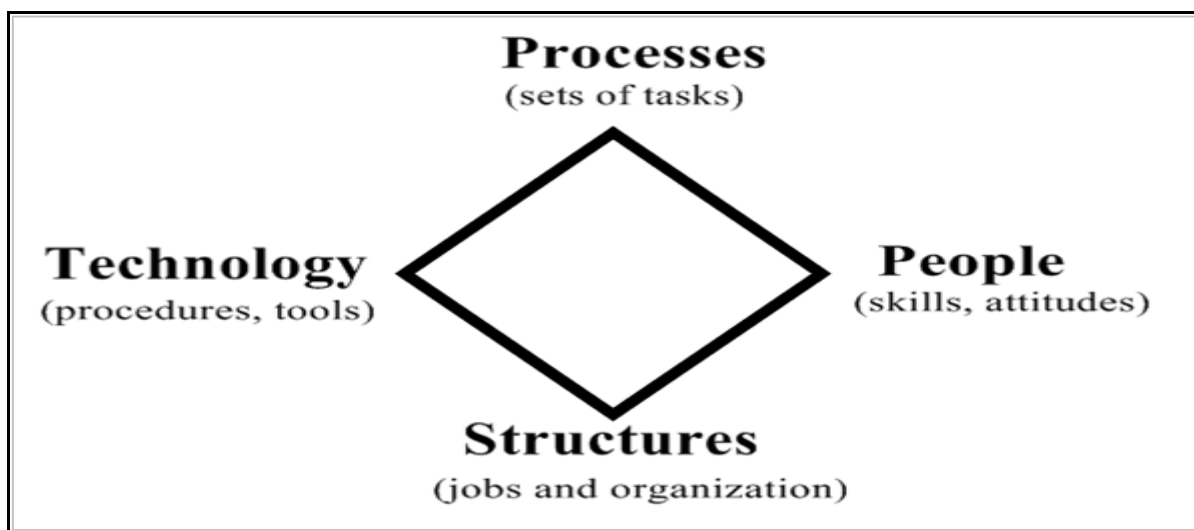 Processes
(sets of tasks)
Technology
(procedures, tools)
People
(skills, attitudes)
Structures
(jobs and organization)